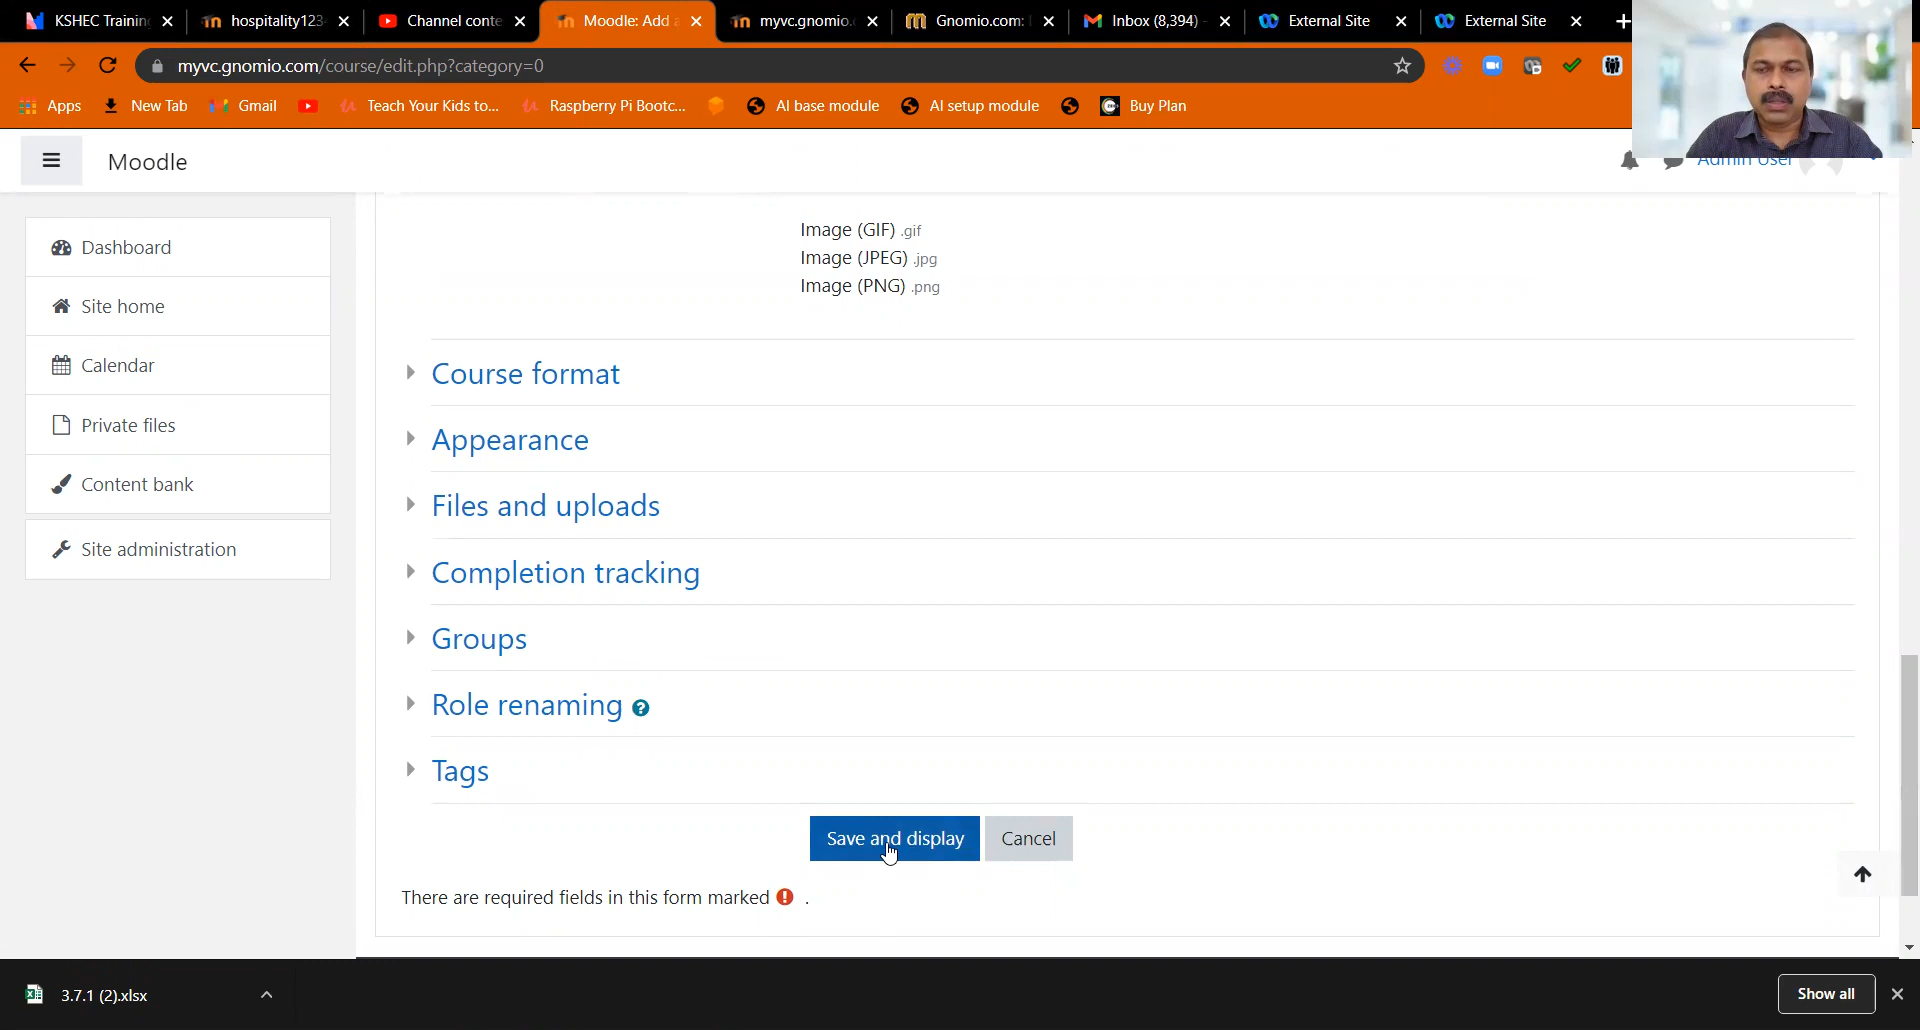 KSHEC Training
hospitality123
Channel conte
Moodle: Add a
myvc.gnomio.
Gnomio.com:
Inbox (8,394)
External Site
External Site
myvc.gnomio.com/course/edit.php?category=0
Apps
New Tab
Gmail
Teach Your Kids to...
Raspberry Pi Bootc...
AI base module
AI setup module
Buy Plan
Moodle
Admin User
Dashboard
Site home
Calendar
Private files
Content bank
Site administration
Image (GIF) .gif
Image (JPEG) .jpg
Image (PNG) .png
Course format
Appearance
Files and uploads
Completion tracking
Groups
Role renaming ?
Tags
Save and display
Cancel
There are required fields in this form marked ! .
3.7.1 (2).xlsx
Show all